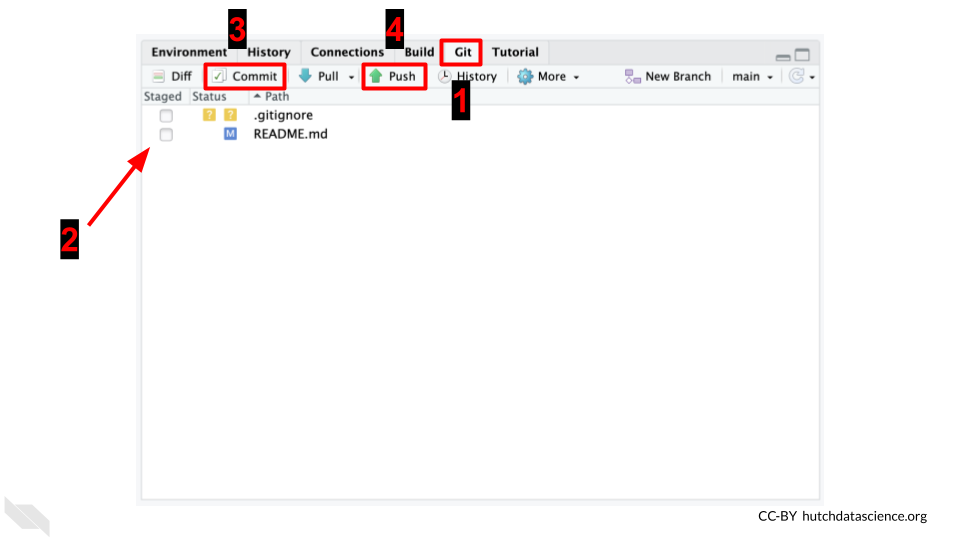 3
4
Environment History Connections Build Git Tutorial
Diff Commit Pull Push History More New Branch main
1
Staged Status Path
? ? .gitignore
M README.md
2
CC-BY hutchdatascience.org